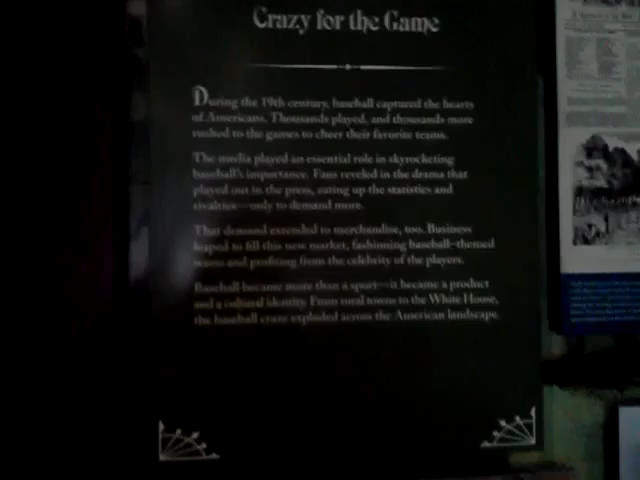 Crazy for the Game
During the 19th century, baseball captured the hearts
of Americans. Thousands played, and thousands more
rushed to the games to cheer their favorite teams.
The media played an essential role in skyrocketing
baseball's importance. Fans reveled in the drama that
played out in the press, eating up the statistics and
rivalries—only to demand more.
That demand extended to merchandise, too. Business
leaped to fill this new market, fashioning baseball-themed
and profiting from the celebrity of the players.
Baseball became more than a sport—it became a product
and a cultural identity. From rural towns to the White House,
the baseball craze exploded across the American landscape.